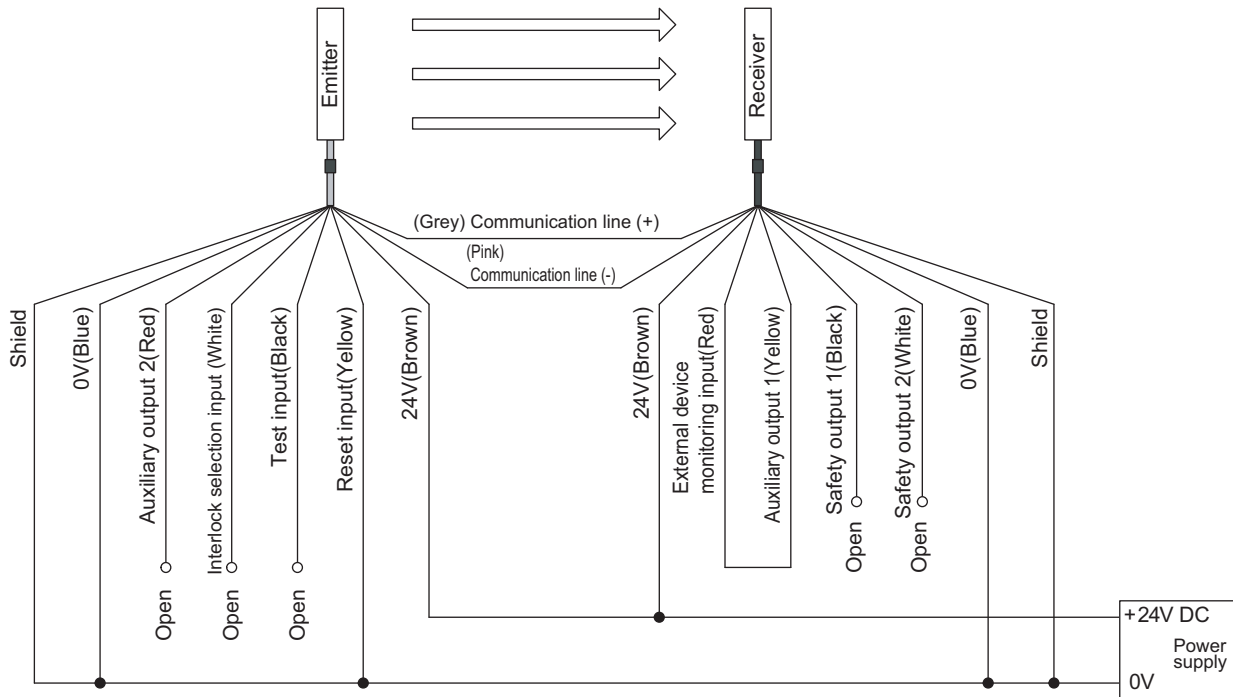 Emitter
Receiver
(Grey) Communication line (+)
(Pink)
Communication line (-)
Shield
0V(Blue)
Auxiliary output 2(Red)
Interlock selection input (White)
Test input(Black)
Reset input(Yellow)
24V(Brown)
24V(Brown)
External device
monitoring input(Red)
Auxiliary output 1(Yellow)
Safety output 1(Black)
Safety output 2(White)
0V(Blue)
Shield
Open
Open
Open
Open
Open
+24V DC
Power
supply
0V